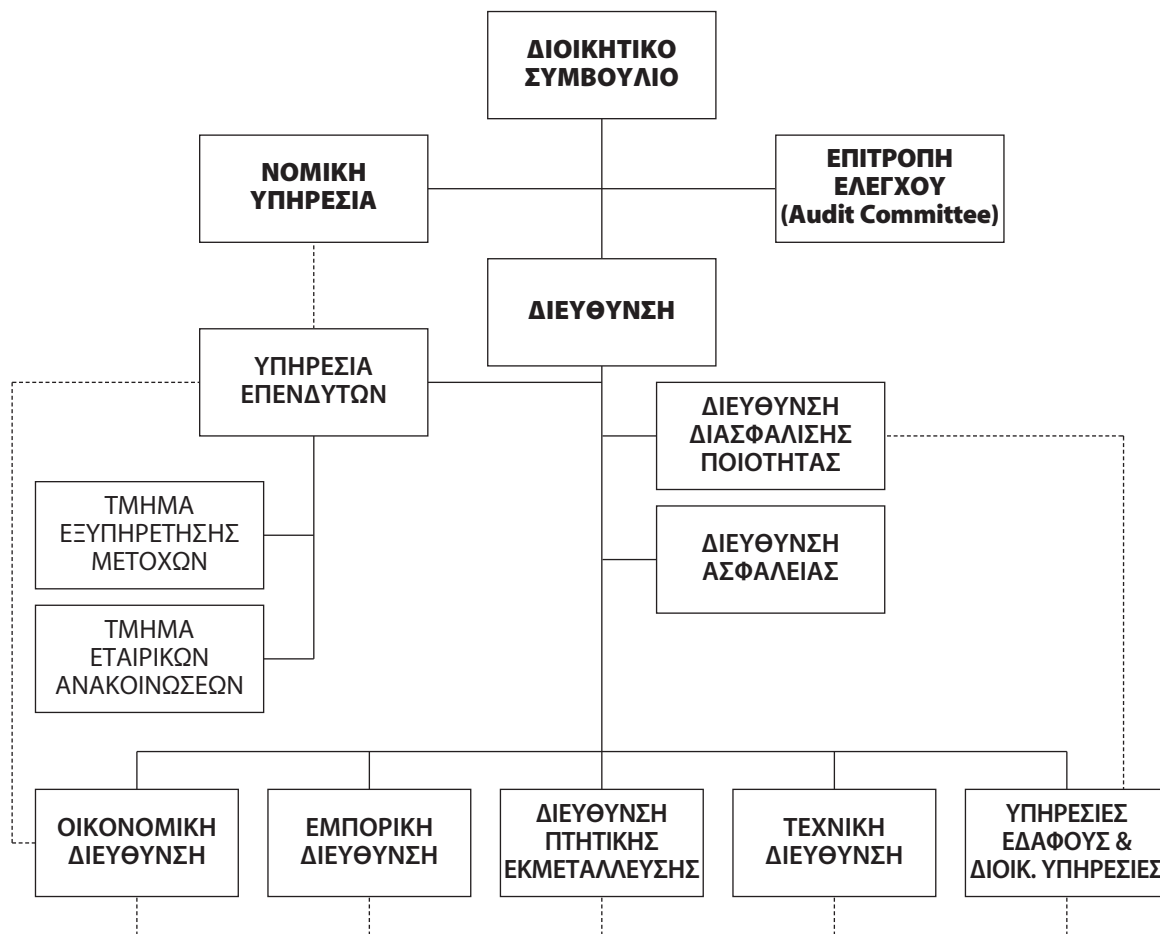 ΔΙΟΙΚΗΤΙΚΟ
ΣΥΜΒΟΥΛΙΟ
ΝΟΜΙΚΗ
ΥΠΗΡΕΣΙΑ
ΕΠΙΤΡΟΠΗ
ΕΛΕΓΧΟΥ
(Audit Committee)
ΔΙΕΥΘΥΝΣΗ
ΥΠΗΡΕΣΙΑ
ΕΠΕΝΔΥΤΩΝ
ΔΙΕΥΘΥΝΣΗ
ΔΙΑΣΦΑΛΙΣΗΣ
ΠΟΙΟΤΗΤΑΣ
ΤΜΗΜΑ
ΕΞΥΠΗΡΕΤΗΣΗΣ
ΜΕΤΟΧΩΝ
ΔΙΕΥΘΥΝΣΗ
ΑΣΦΑΛΕΙΑΣ
ΤΜΗΜΑ
ΕΤΑΙΡΙΚΩΝ
ΑΝΑΚΟΙΝΩΣΕΩΝ
ΟΙΚΟΝΟΜΙΚΗ
ΔΙΕΥΘΥΝΣΗ
ΕΜΠΟΡΙΚΗ
ΔΙΕΥΘΥΝΣΗ
ΔΙΕΥΘΥΝΣΗ
ΠΤΗΤΙΚΗΣ
ΕΚΜΕΤΑΛΛΕΥΣΗΣ
ΤΕΧΝΙΚΗ
ΔΙΕΥΘΥΝΣΗ
ΥΠΗΡΕΣΙΕΣ
ΕΔΑΦΟΥΣ &
ΔΙΟΙΚ. ΥΠΗΡΕΣΙΕΣ